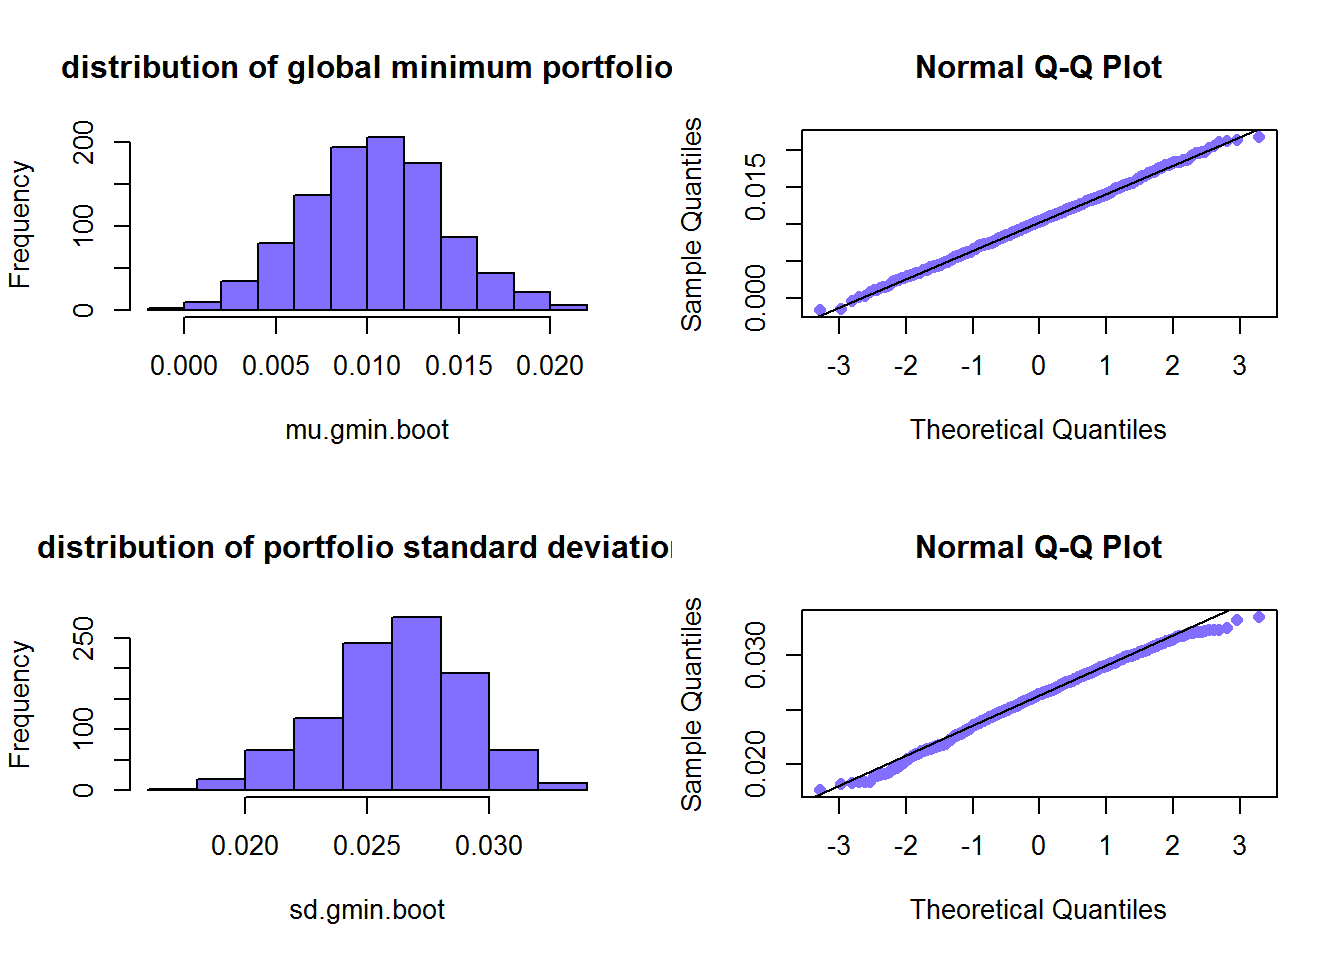 distribution of global minimum portfolio
Frequency
0 100 200
0.000 0.005 0.010 0.015 0.020
mu.gmin.boot
Normal Q-Q Plot
Sample Quantiles
0.000 0.015
-3 -2 -1 0 1 2 3
Theoretical Quantiles
distribution of portfolio standard deviation
Frequency
0 100 250
0.020 0.025 0.030
sd.gmin.boot
Normal Q-Q Plot
Sample Quantiles
0.020 0.030
-3 -2 -1 0 1 2 3
Theoretical Quantiles